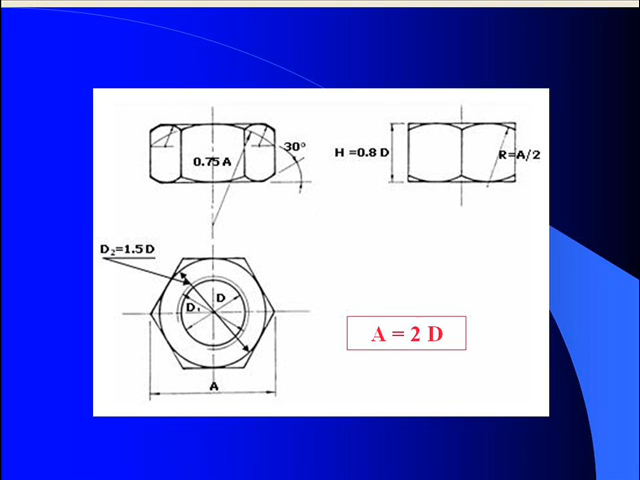 30°
0.75 A
H =0.8 D
R=A/2
D₂=1.5 D
D
D₁
A = 2 D
A